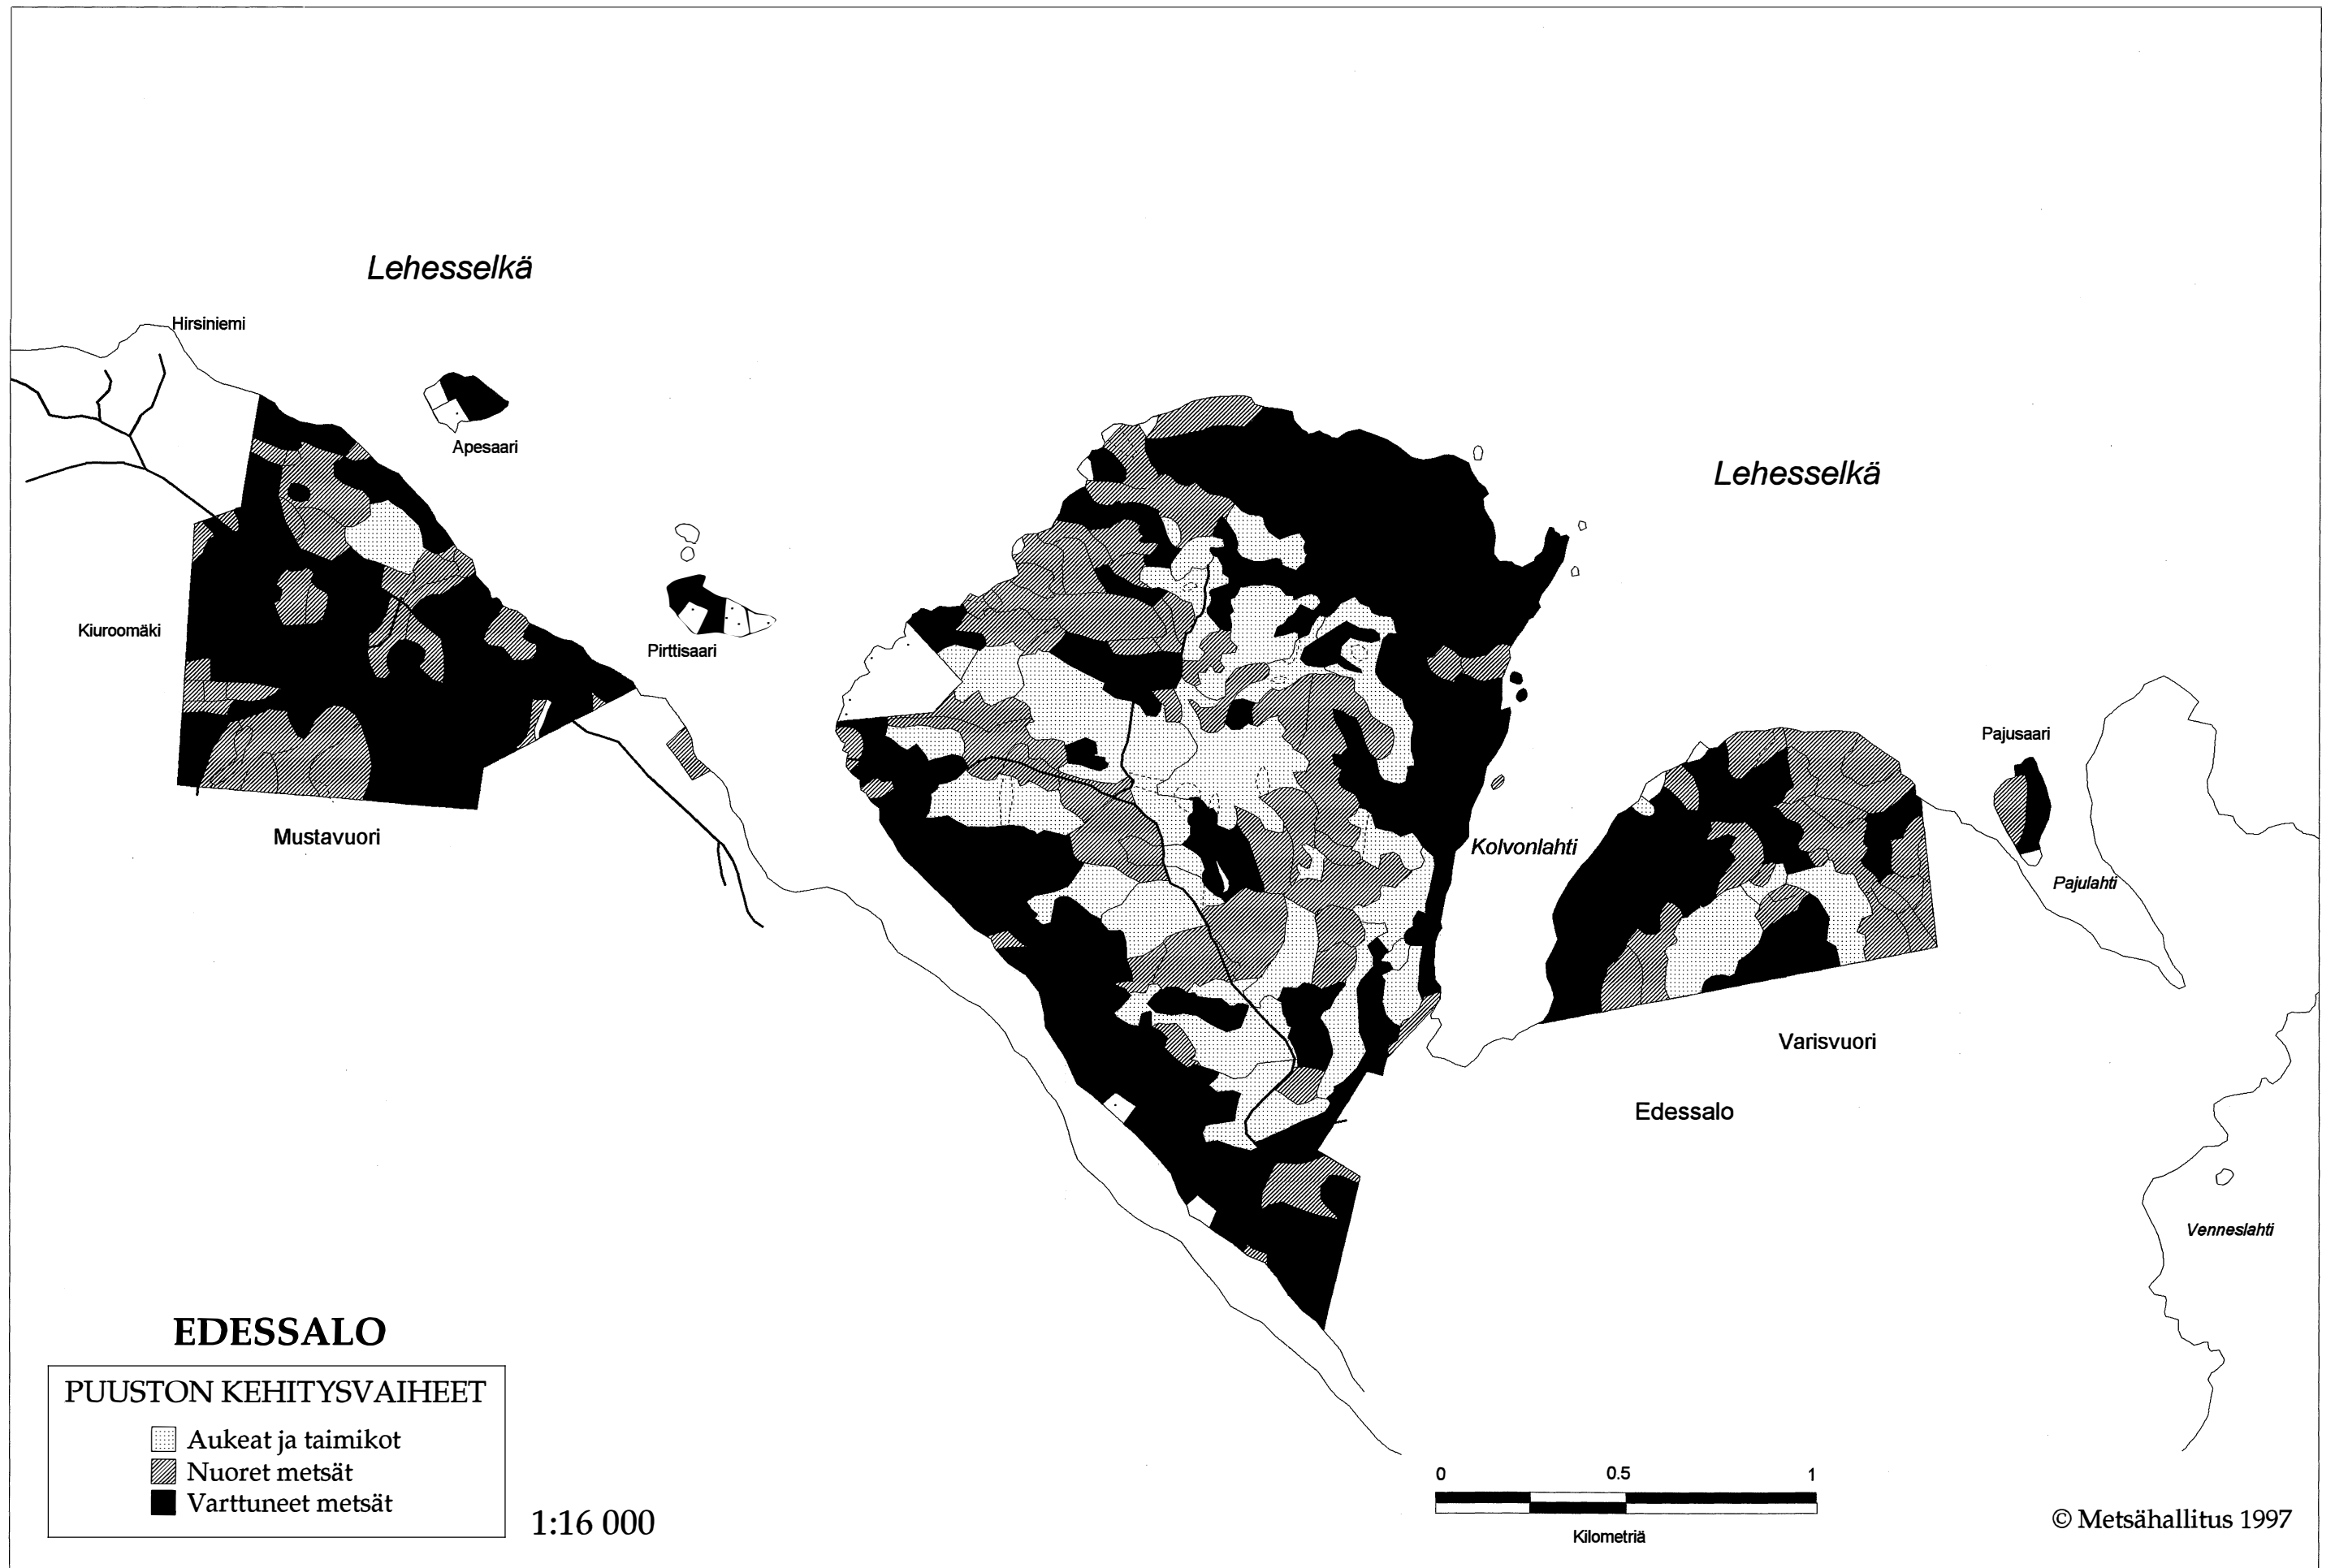 Lehesselkä
Hirsiniemi
Apesaari
Lehesselkä
Kiuroomäki
Pirttisaari
Pajusaari
Mustavuori
Kolvonlahti
Pajulahti
Varisvuori
Edessalo
Venneslahti
EDESSALO
PUUSTON KEHITYSVAIHEET
Aukeat ja taimikot
Nuoret metsät
Varttuneet metsät
1:16 000
0 0.5 1
Kilometriä
© Metsähallitus 1997